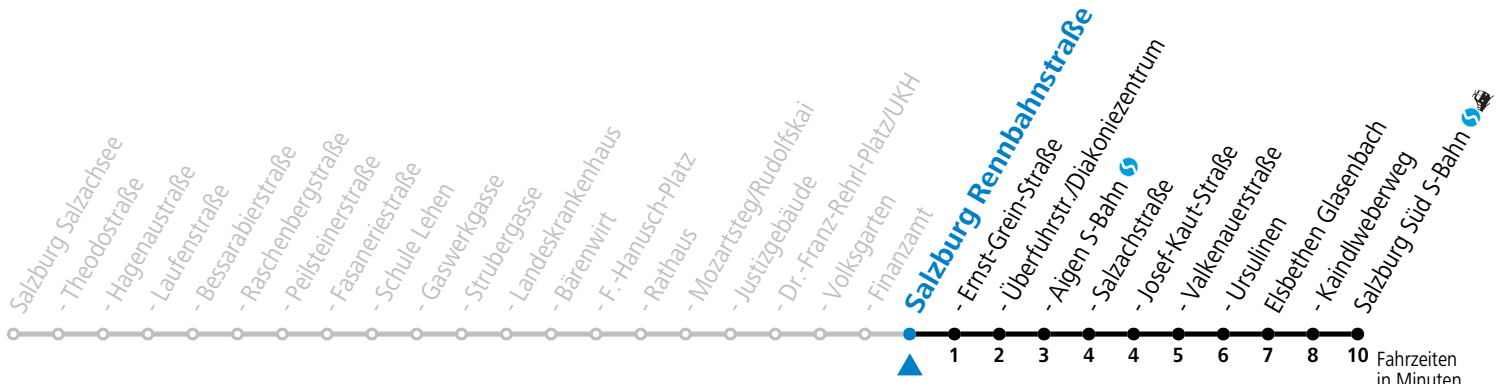 Salzburg Salzachsee
- Theodostraße
- Hagenaustraße
- Laufenstraße
- Bessarabierstraße
- Raschenbergstraße
- Peilsteinerstraße
- Fasaneriestraße
- Schule Lehen
- Gaswerkgasse
- Strubergasse
- Landeskrankenhaus
- Bärenwirt
- F.-Hanusch-Platz
- Rathaus
- Mozartsteg/Rudolfskai
- Justizgebäude
- Dr.-Franz-Rehrl-Platz/UKH
- Volksgarten
- Finanzamt
Salzburg Rennbahnstraße
- Ernst-Grein-Straße
- Überfuhrstr./Diakoniezentrum
- Aigen S-Bahn
- Salzachstraße
- Josef-Kaut-Straße
- Valkenauerstraße
- Ursulinen
Elsbethen Glasenbach
- Kaindlweberweg
Salzburg Süd S-Bahn
1 2 3 4 4 5 6 7 8 10
Fahrzeiten
in Minuten